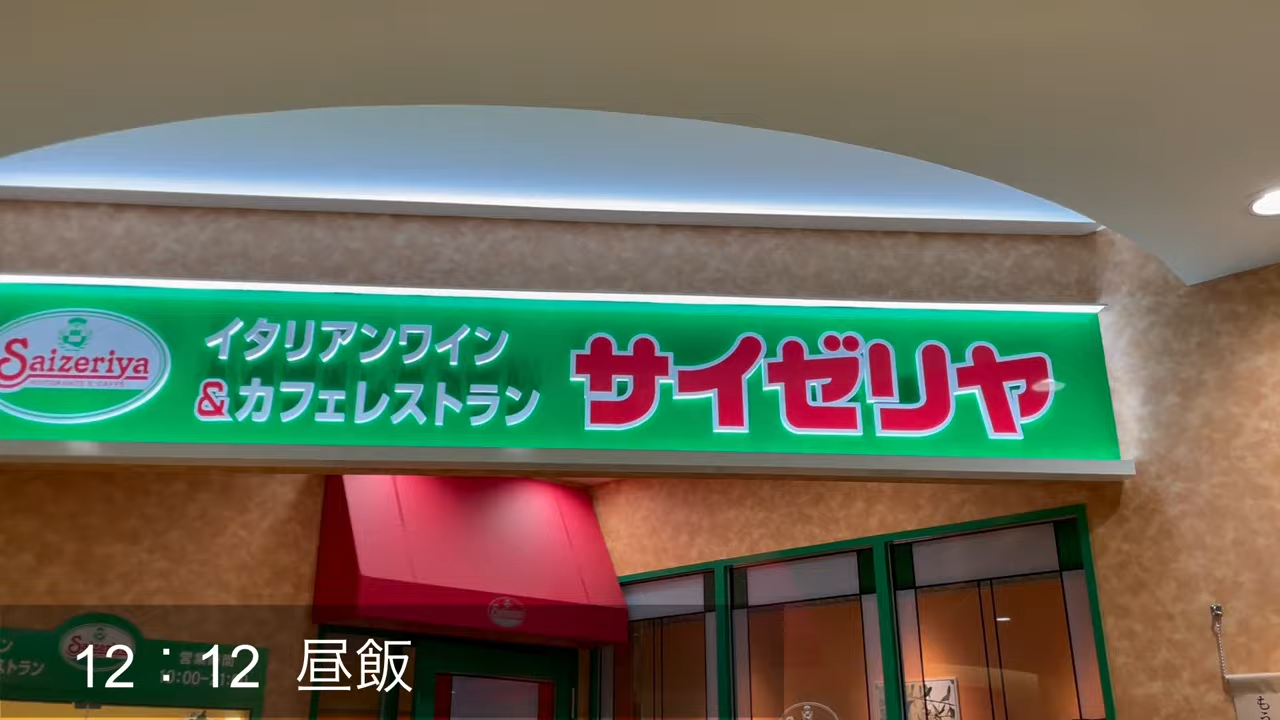 Saizeriya
イタリアンワイン
&カフェレストラン
サイゼリヤ
12：12 昼飯